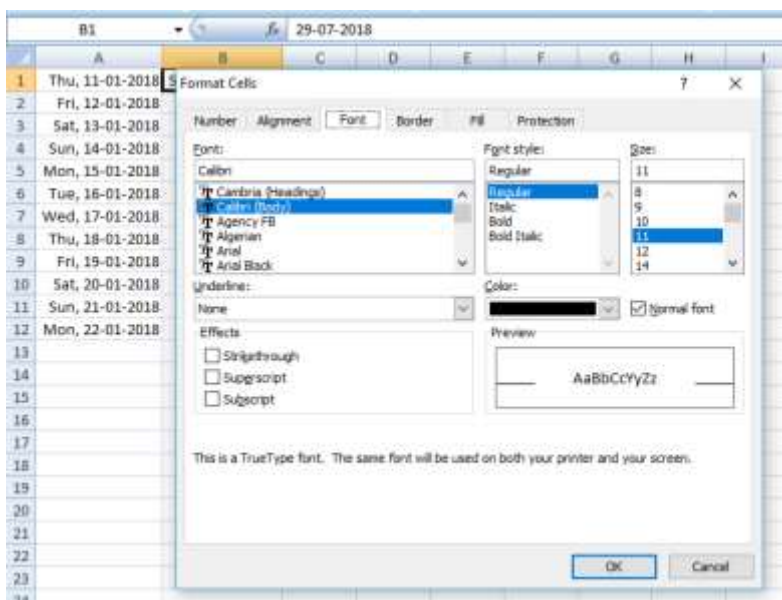 B1 fx 29-07-2018
A B C D E F G H I
1 Thu, 11-01-2018 S
2 Fri, 12-01-2018
3 Sat, 13-01-2018
4 Sun, 14-01-2018
5 Mon, 15-01-2018
6 Tue, 16-01-2018
7 Wed, 17-01-2018
8 Thu, 18-01-2018
9 Fri, 19-01-2018
10 Sat, 20-01-2018
11 Sun, 21-01-2018
12 Mon, 22-01-2018
13
14
15
16
17
18
19
20
21
22
23
24
Format Cells ?
Number Alignment Font Border Fill Protection
Font: Font style: Size:
Calibri Regular 11
Cambria (Headings) Regular 8
Calibri (Body) Italic 9
Agency FB Bold 10
Algerian Bold Italic 11
Arial 12
Arial Black 14
Underline: Color:
None Normal font
Effects Preview
Strikethrough
Superscript AaBbCcYyZz
Subscript
This is a TrueType font. The same font will be used on both your printer and your screen.
OK Cancel